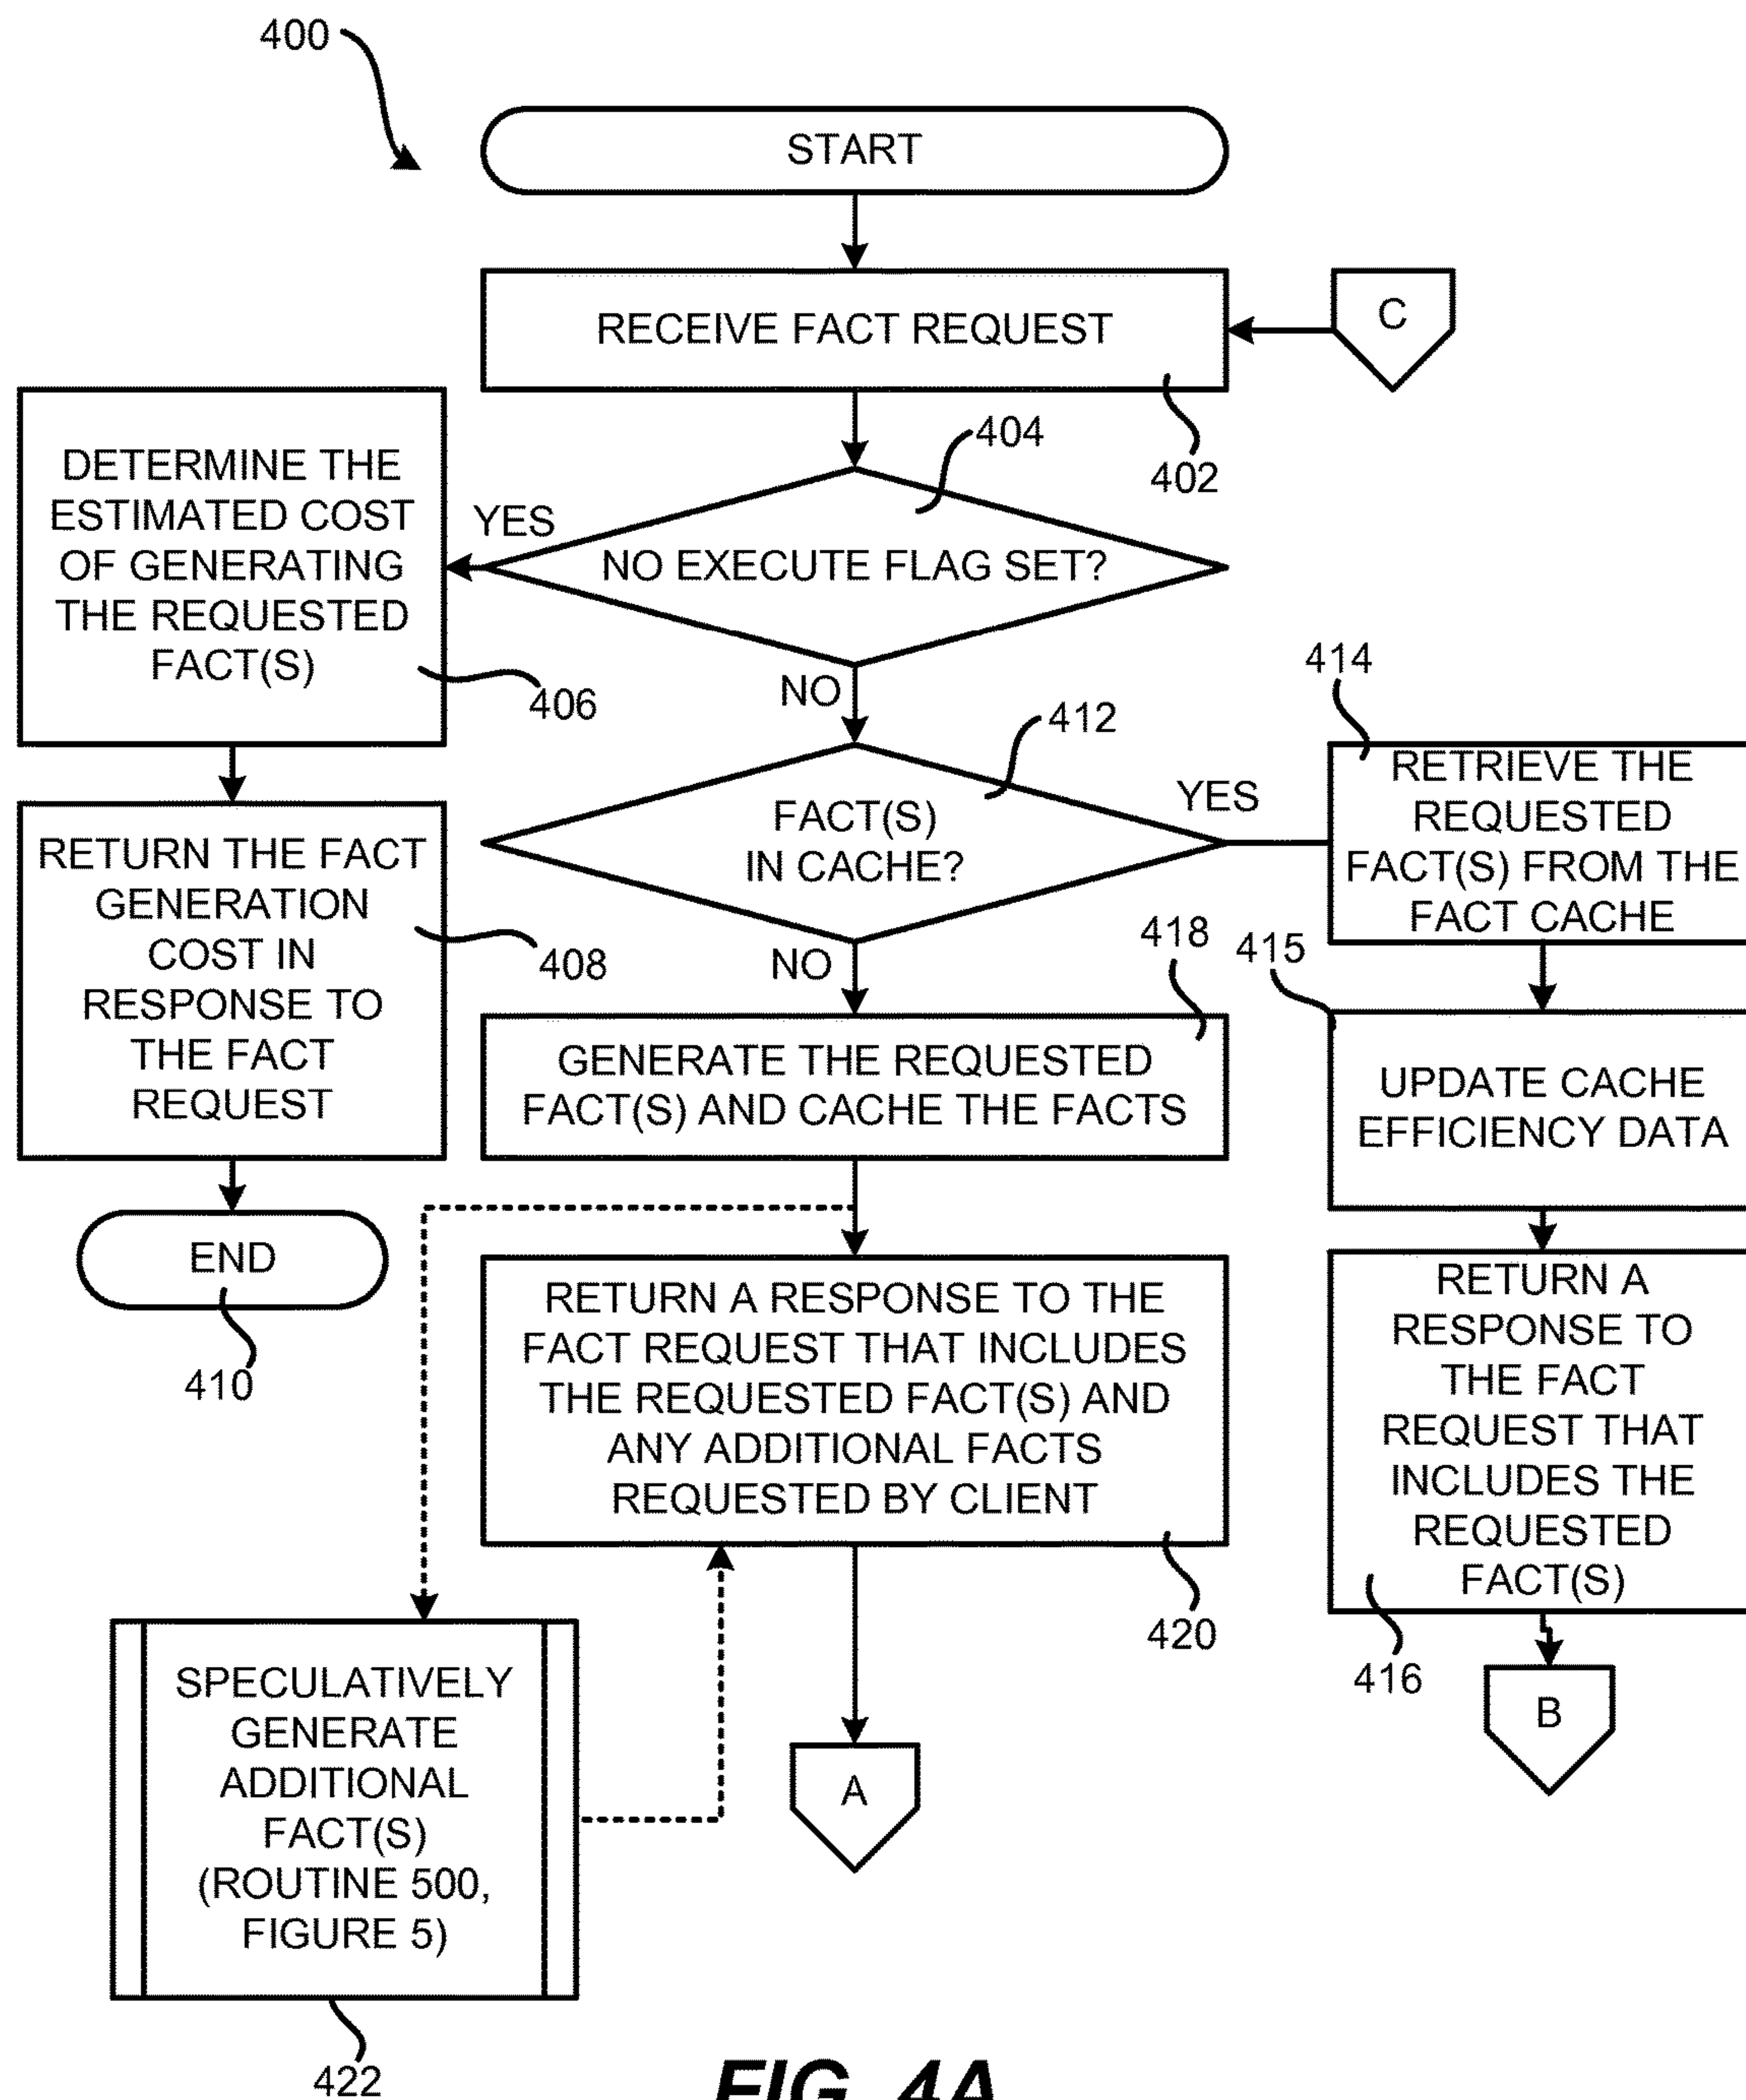 400
START
RECEIVE FACT REQUEST
C
402
404
NO EXECUTE FLAG SET?
YES
NO
DETERMINE THE
ESTIMATED COST
OF GENERATING
THE REQUESTED
FACT(S)
406
RETURN THE FACT
GENERATION
COST IN
RESPONSE TO
THE FACT
REQUEST
408
END
410
412
FACT(S)
IN CACHE?
YES
NO
414
RETRIEVE THE
REQUESTED
FACT(S) FROM THE
FACT CACHE
415
UPDATE CACHE
EFFICIENCY DATA
RETURN A
RESPONSE TO
THE FACT
REQUEST THAT
INCLUDES THE
REQUESTED
FACT(S)
416
B
418
GENERATE THE REQUESTED
FACT(S) AND CACHE THE FACTS
RETURN A RESPONSE TO THE
FACT REQUEST THAT INCLUDES
THE REQUESTED FACT(S) AND
ANY ADDITIONAL FACTS
REQUESTED BY CLIENT
420
A
SPECULATIVELY
GENERATE
ADDITIONAL
FACT(S)
(ROUTINE 500,
FIGURE 5)
422
FIG. 4A